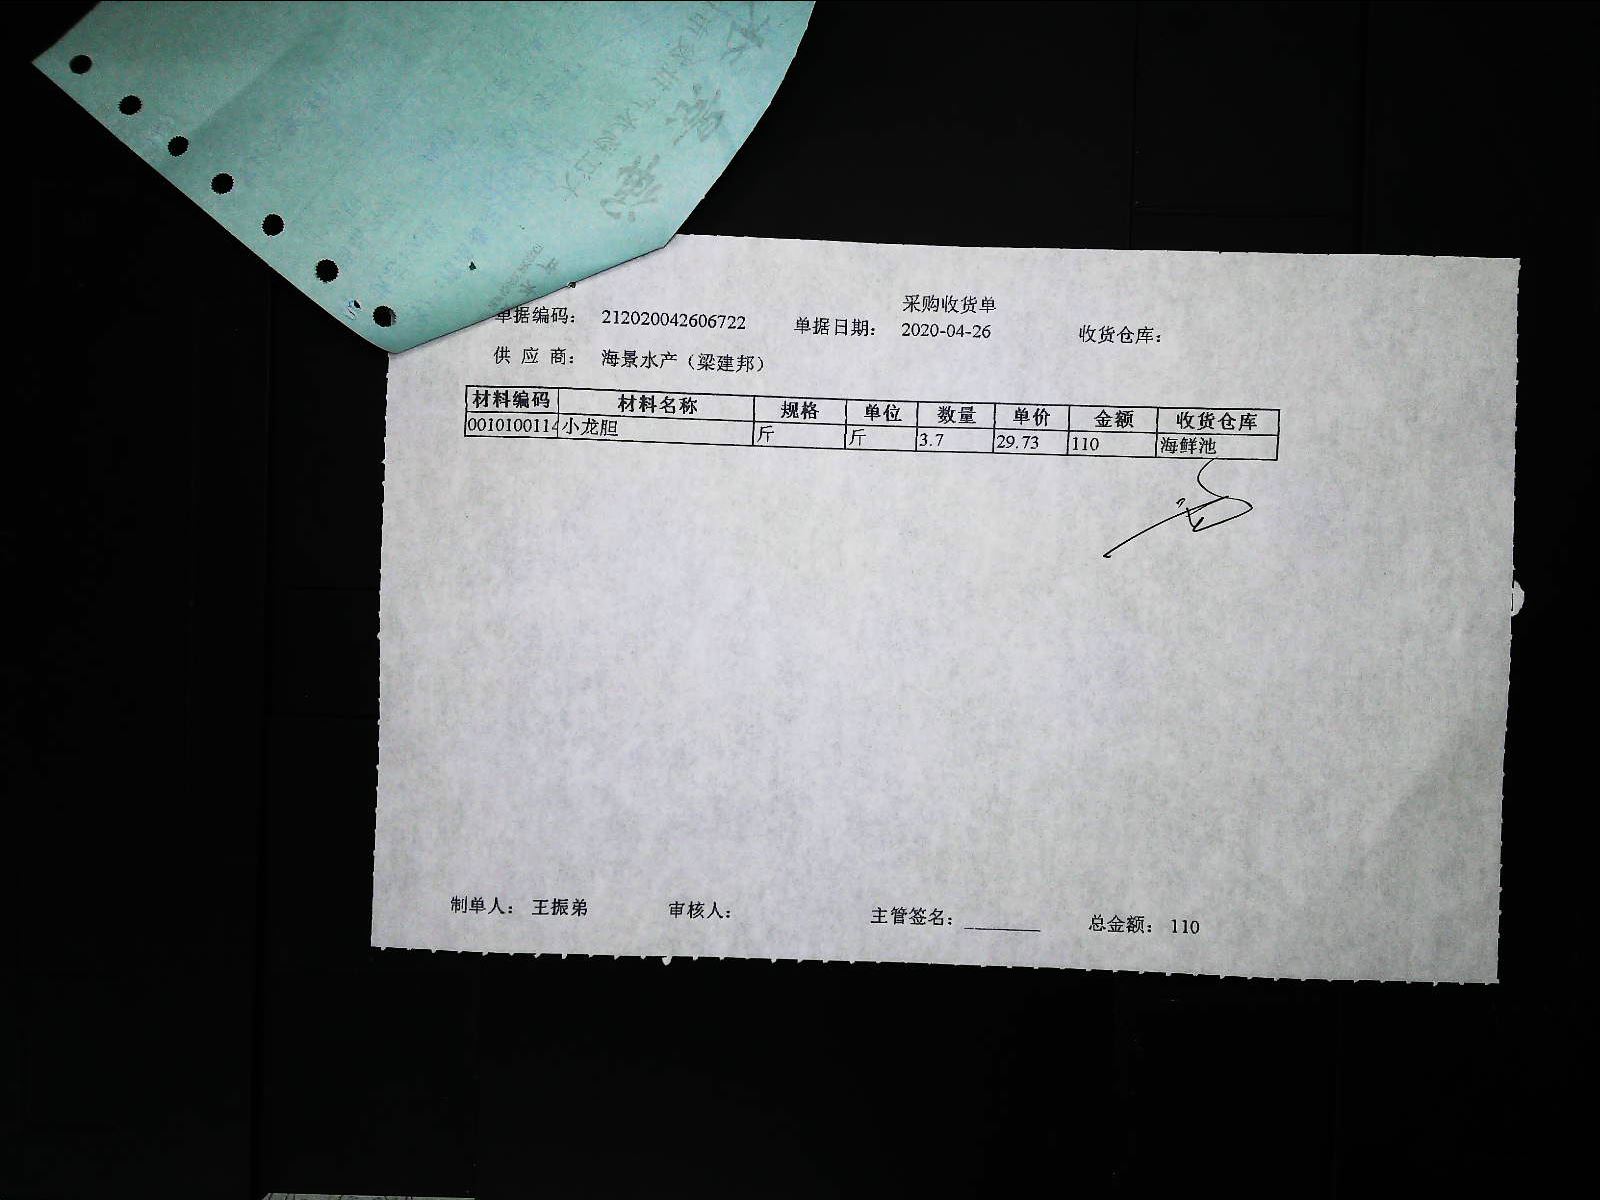 采购收货单
单据编码： 212020042606722 单据日期： 2020-04-26 收货仓库：
供 应 商： 海景水产（梁建邦）
材料编码 材料名称 规格 单位 数量 单价 金额 收货仓库
0010100114 小龙胆 斤 斤 3.7 29.73 110 海鲜池
制单人： 王振弟 审核人： 主管签名： 总金额： 110